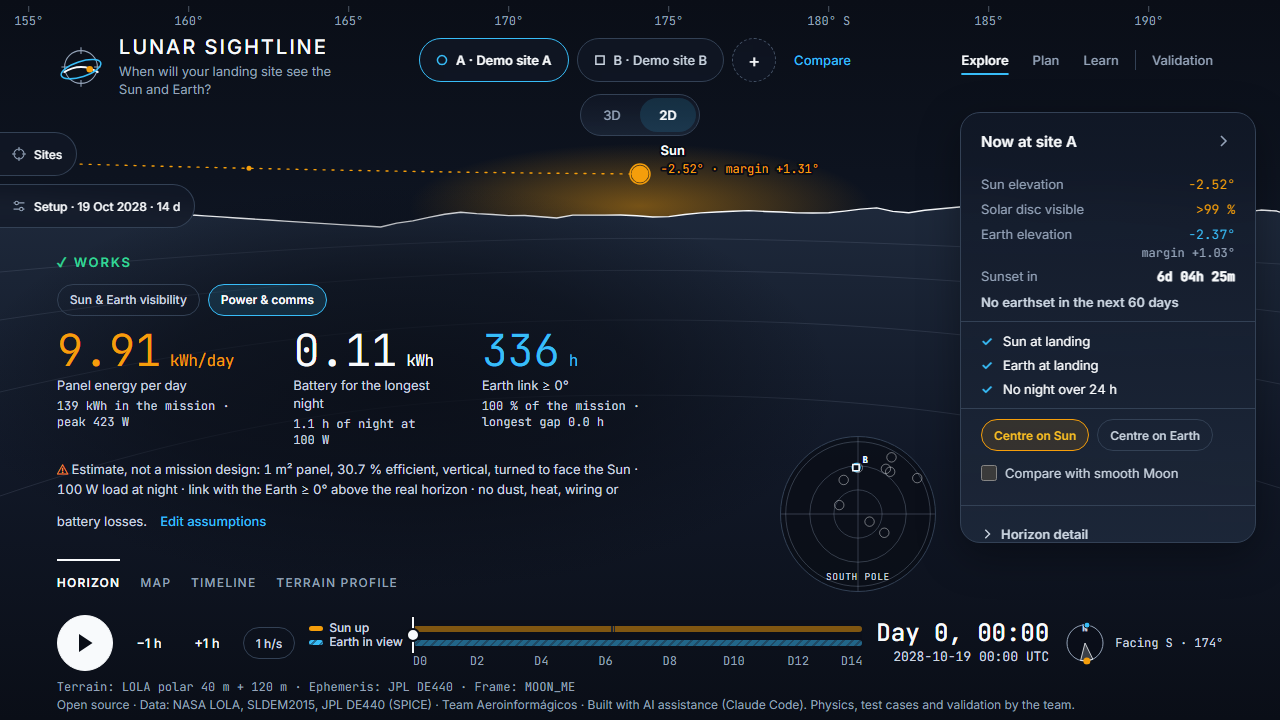 155° 160° 165° 170° 175° 180° S 185° 190°
LUNAR SIGHTLINE
When will your landing site see the
Sun and Earth?
A · Demo site A
B · Demo site B
+
Compare
Explore
Plan
Learn
Validation
3D
2D
Sites
Setup · 19 Oct 2028 · 14 d
Sun
-2.52° · margin +1.31°
Now at site A
Sun elevation -2.52°
Solar disc visible >99 %
Earth elevation -2.37°
margin +1.03°
Sunset in 6d 04h 25m
No earthset in the next 60 days
Sun at landing
Earth at landing
No night over 24 h
Centre on Sun
Centre on Earth
Compare with smooth Moon
Horizon detail
✓ WORKS
Sun & Earth visibility
Power & comms
9.91 kWh/day
Panel energy per day
139 kWh in the mission ·
peak 423 W
0.11 kWh
Battery for the longest
night
1.1 h of night at
100 W
336 h
Earth link ≥ 0°
100 % of the mission ·
longest gap 0.0 h
⚠ Estimate, not a mission design: 1 m² panel, 30.7 % efficient, vertical, turned to face the Sun ·
100 W load at night · link with the Earth ≥ 0° above the real horizon · no dust, heat, wiring or
battery losses. Edit assumptions
B
SOUTH POLE
HORIZON
MAP
TIMELINE
TERRAIN PROFILE
−1 h
+1 h
1 h/s
Sun up
Earth in view
D0 D2 D4 D6 D8 D10 D12 D14
Day 0, 00:00
2028-10-19 00:00 UTC
N
Facing S · 174°
Terrain: LOLA polar 40 m + 120 m · Ephemeris: JPL DE440 · Frame: MOON_ME
Open source · Data: NASA LOLA, SLDEM2015, JPL DE440 (SPICE) · Team Aeroinformágicos · Built with AI assistance (Claude Code). Physics, test cases and validation by the team.